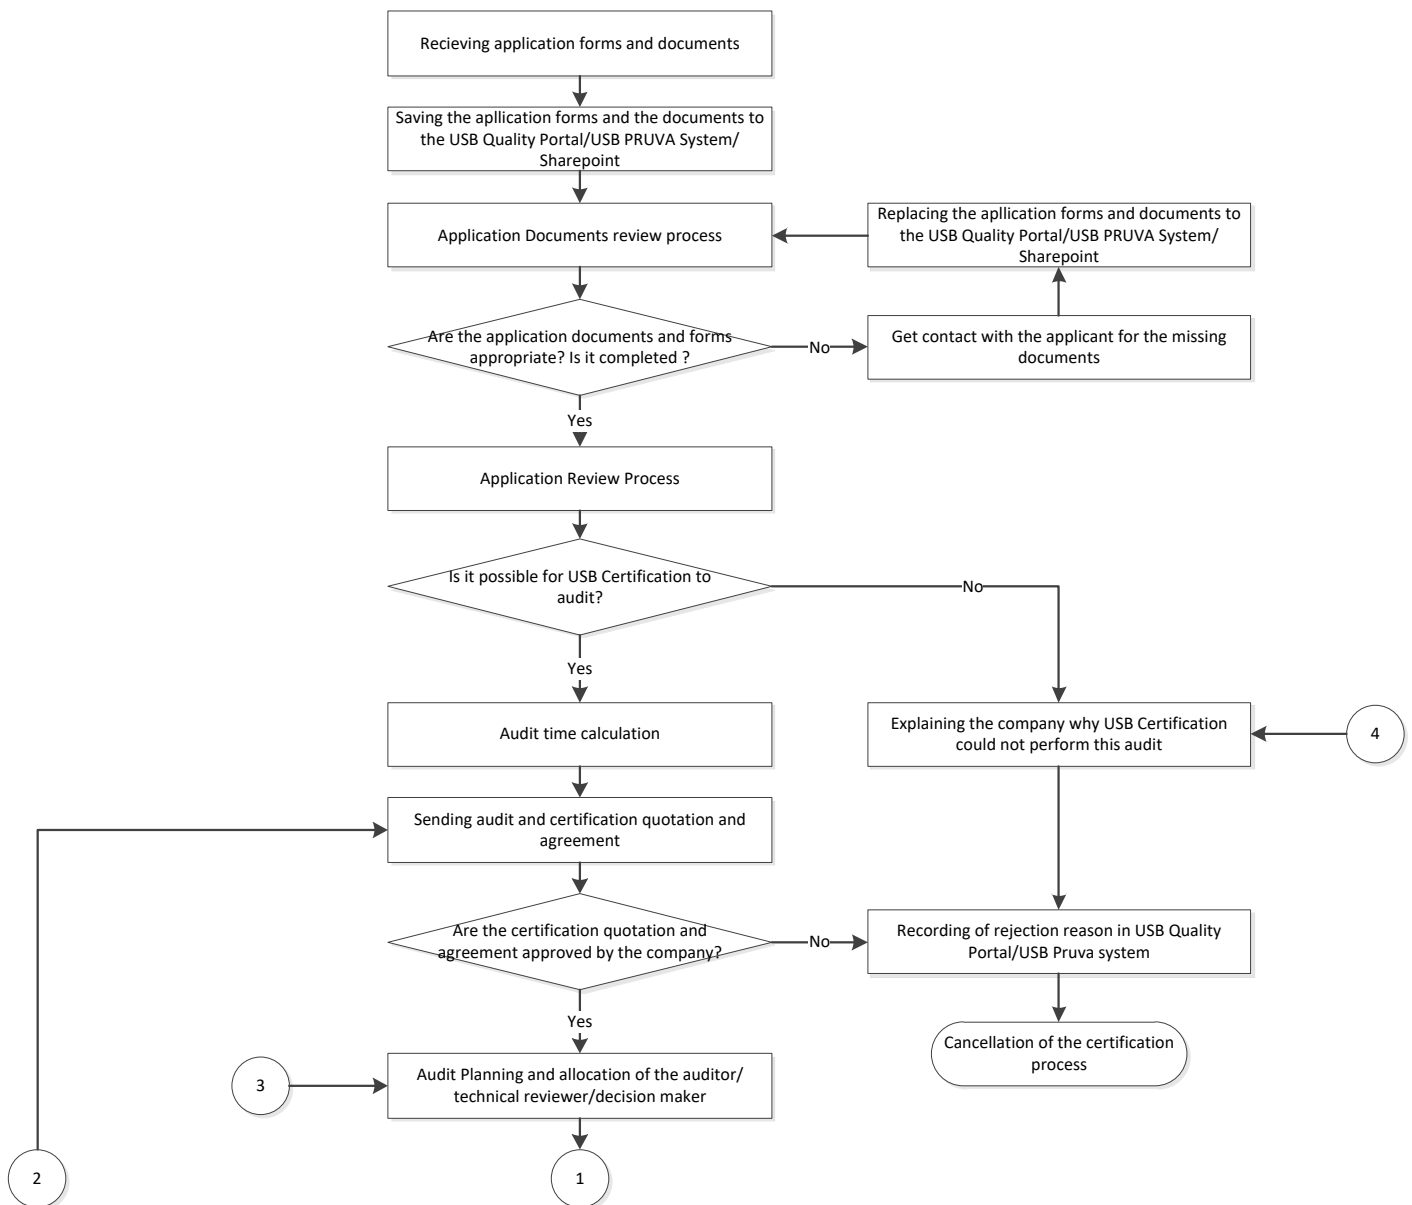 Recieving application forms and documents
Saving the apllication forms and the documents to
the USB Quality Portal/USB PRUVA System/
Sharepoint
Application Documents review process
Replacing the apllication forms and documents to
the USB Quality Portal/USB PRUVA System/
Sharepoint
Are the application documents and forms
appropriate? Is it completed ?
No
Get contact with the applicant for the missing
documents
Yes
Application Review Process
Is it possible for USB Certification to
audit?
No
Yes
Audit time calculation
Explaining the company why USB Certification
could not perform this audit
4
Sending audit and certification quotation and
agreement
Are the certification quotation and
agreement approved by the company?
No
Recording of rejection reason in USB Quality
Portal/USB Pruva system
Yes
Cancellation of the certification
process
3
Audit Planning and allocation of the auditor/
technical reviewer/decision maker
2
1